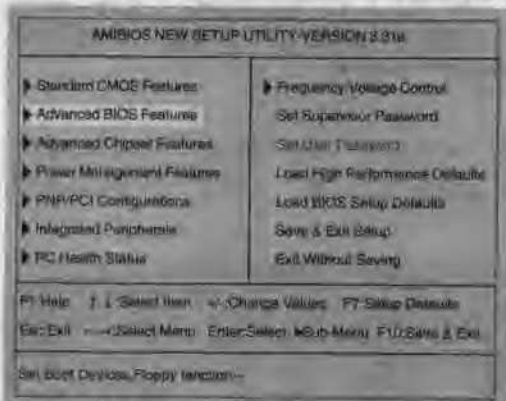 AMIBIOS NEW SETUP UTILITY-VERSION 3.31a
Standard CMOS Features
Advanced BIOS Features
Advanced Chipset Features
Power Management Features
PNP/PCI Configurations
Integrated Peripherals
PC Health Status
Frequency/Voltage Control
Set Supervisor Password
Set User Password
Load High Performance Defaults
Load BIOS Setup Defaults
Save & Exit Setup
Exit Without Saving
F1:Help ↑ ↓:Select Item +/-:Change Values F7:Setup Defaults
Esc:Exit ←→:Select Menu Enter:Select ▶Sub-Menu F10:Save & Exit
Set Boot Devices, Floppy function...